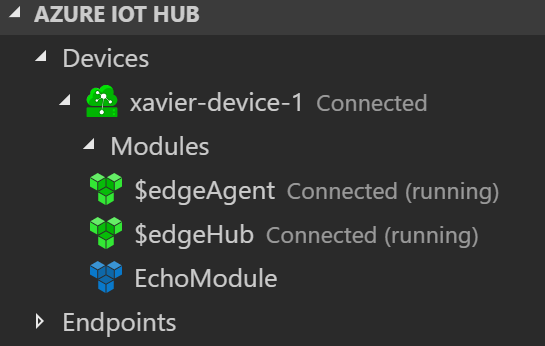 AZURE IOT HUB
Devices
xavier-device-1 Connected
Modules
$edgeAgent Connected (running)
$edgeHub Connected (running)
EchoModule
Endpoints